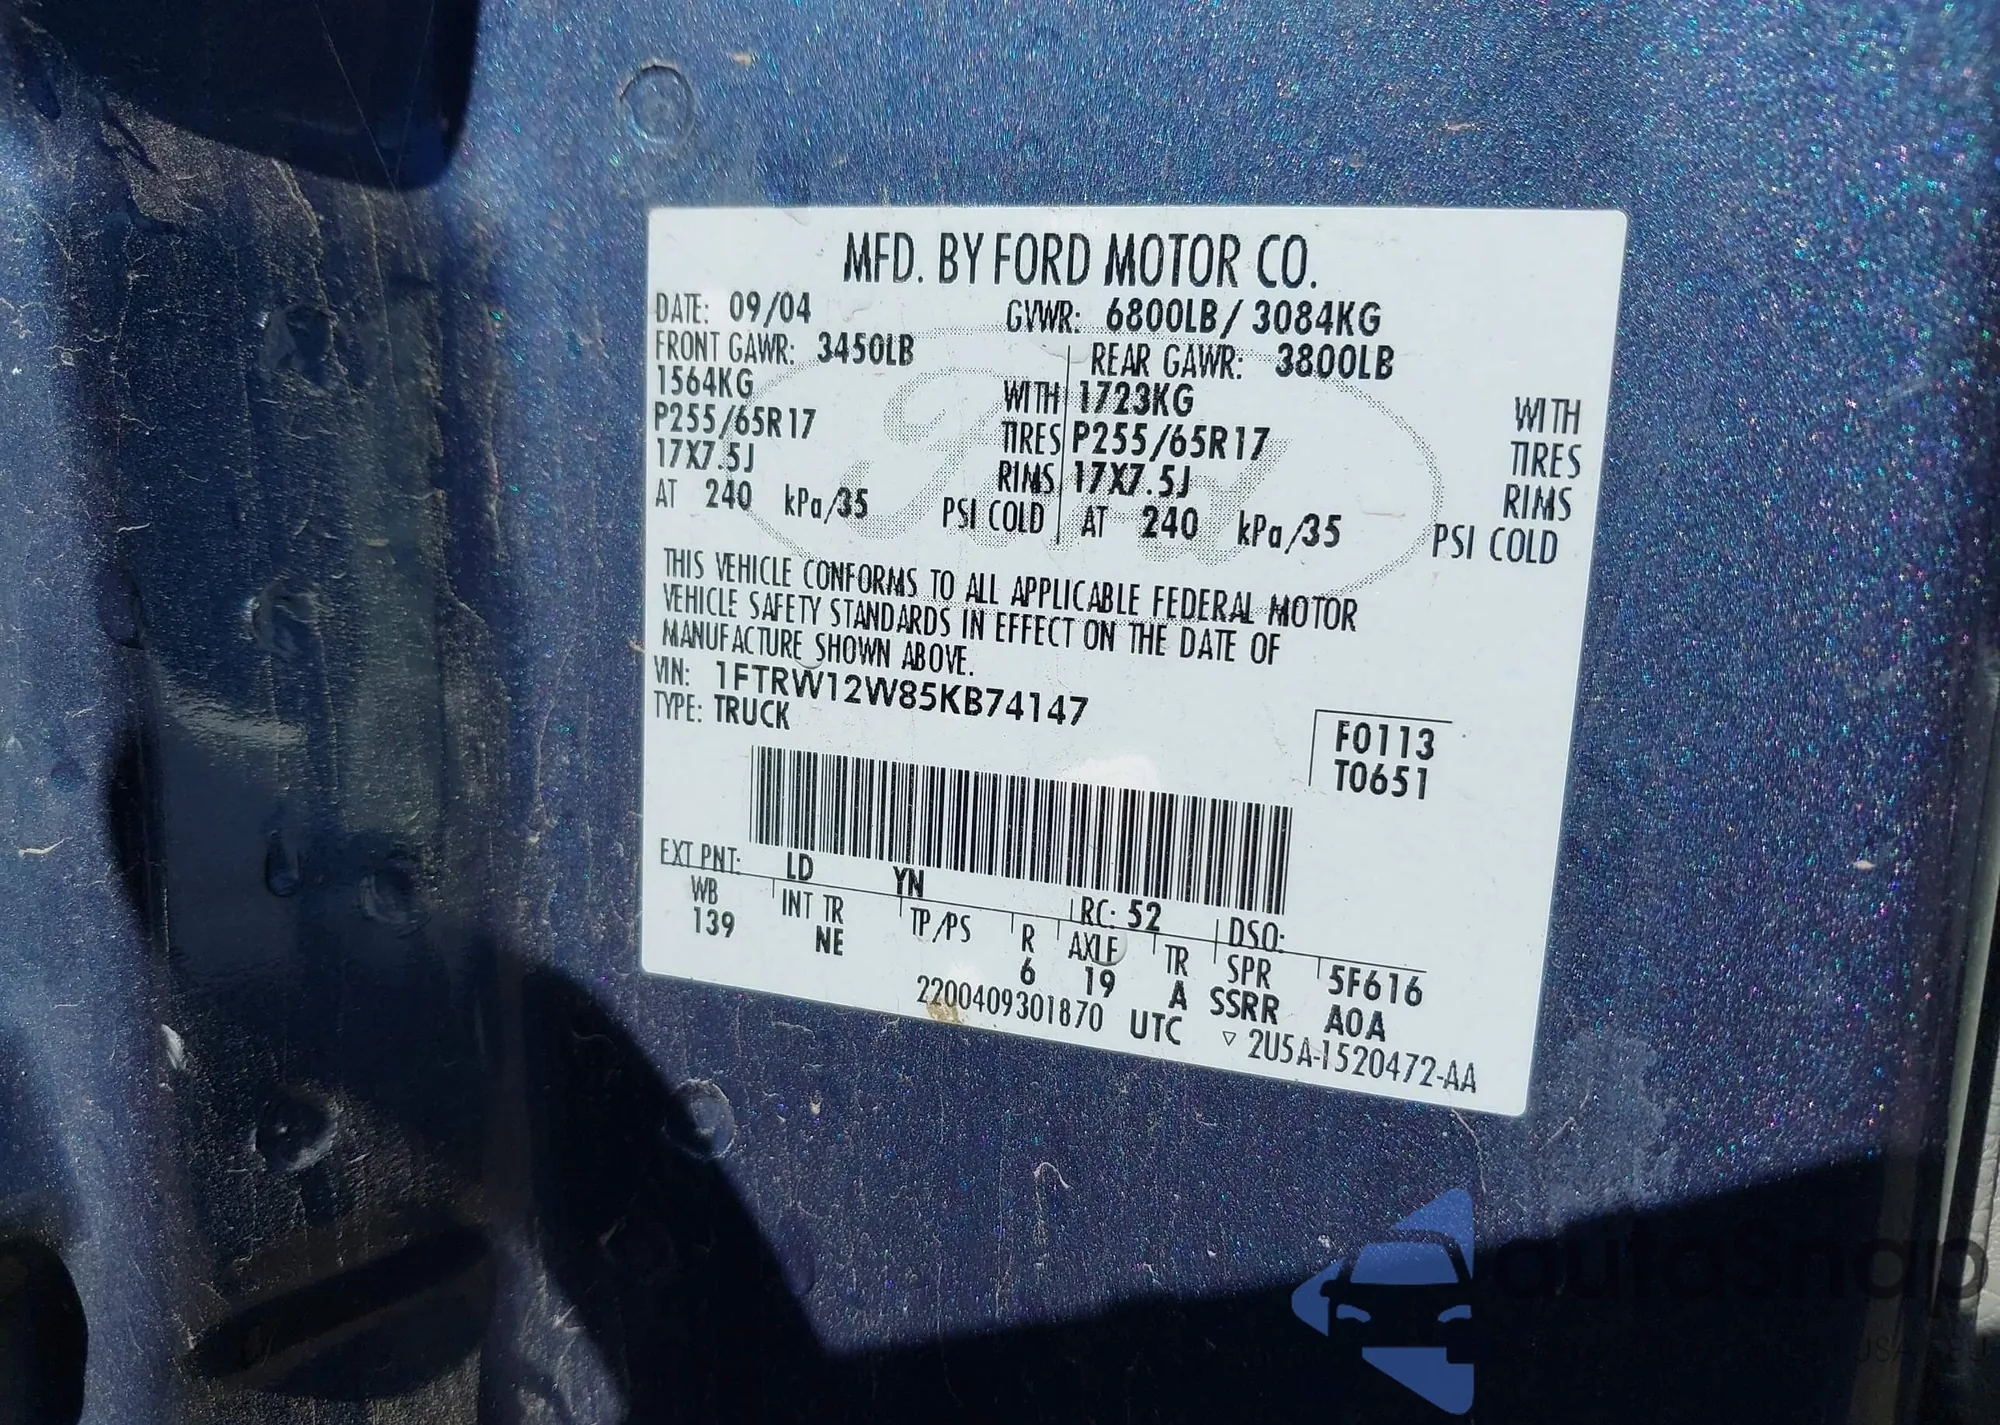 MFD. BY FORD MOTOR CO.
DATE: 09/04 GVWR: 6800LB / 3084KG
FRONT GAWR: 3450LB REAR GAWR: 3800LB
1564KG WITH 1723KG WITH
P255/65R17 TIRES P255/65R17 TIRES
17X7.5J RIMS 17X7.5J RIMS
AT 240 kPa/35 PSI COLD AT 240 kPa/35 PSI COLD
THIS VEHICLE CONFORMS TO ALL APPLICABLE FEDERAL MOTOR
VEHICLE SAFETY STANDARDS IN EFFECT ON THE DATE OF
MANUFACTURE SHOWN ABOVE.
VIN: 1FTRW12W85KB74147
TYPE: TRUCK
F0113
T0651
EXT PNT: LD YN RC: 52 DSO:
WB INT TR TP/PS R AXLE TR SPR 5F616
139 NE 6 19 A SSRR A0A
2200409301870 UTC ▽ 2U5A-1520472-AA
Ford
autosnap